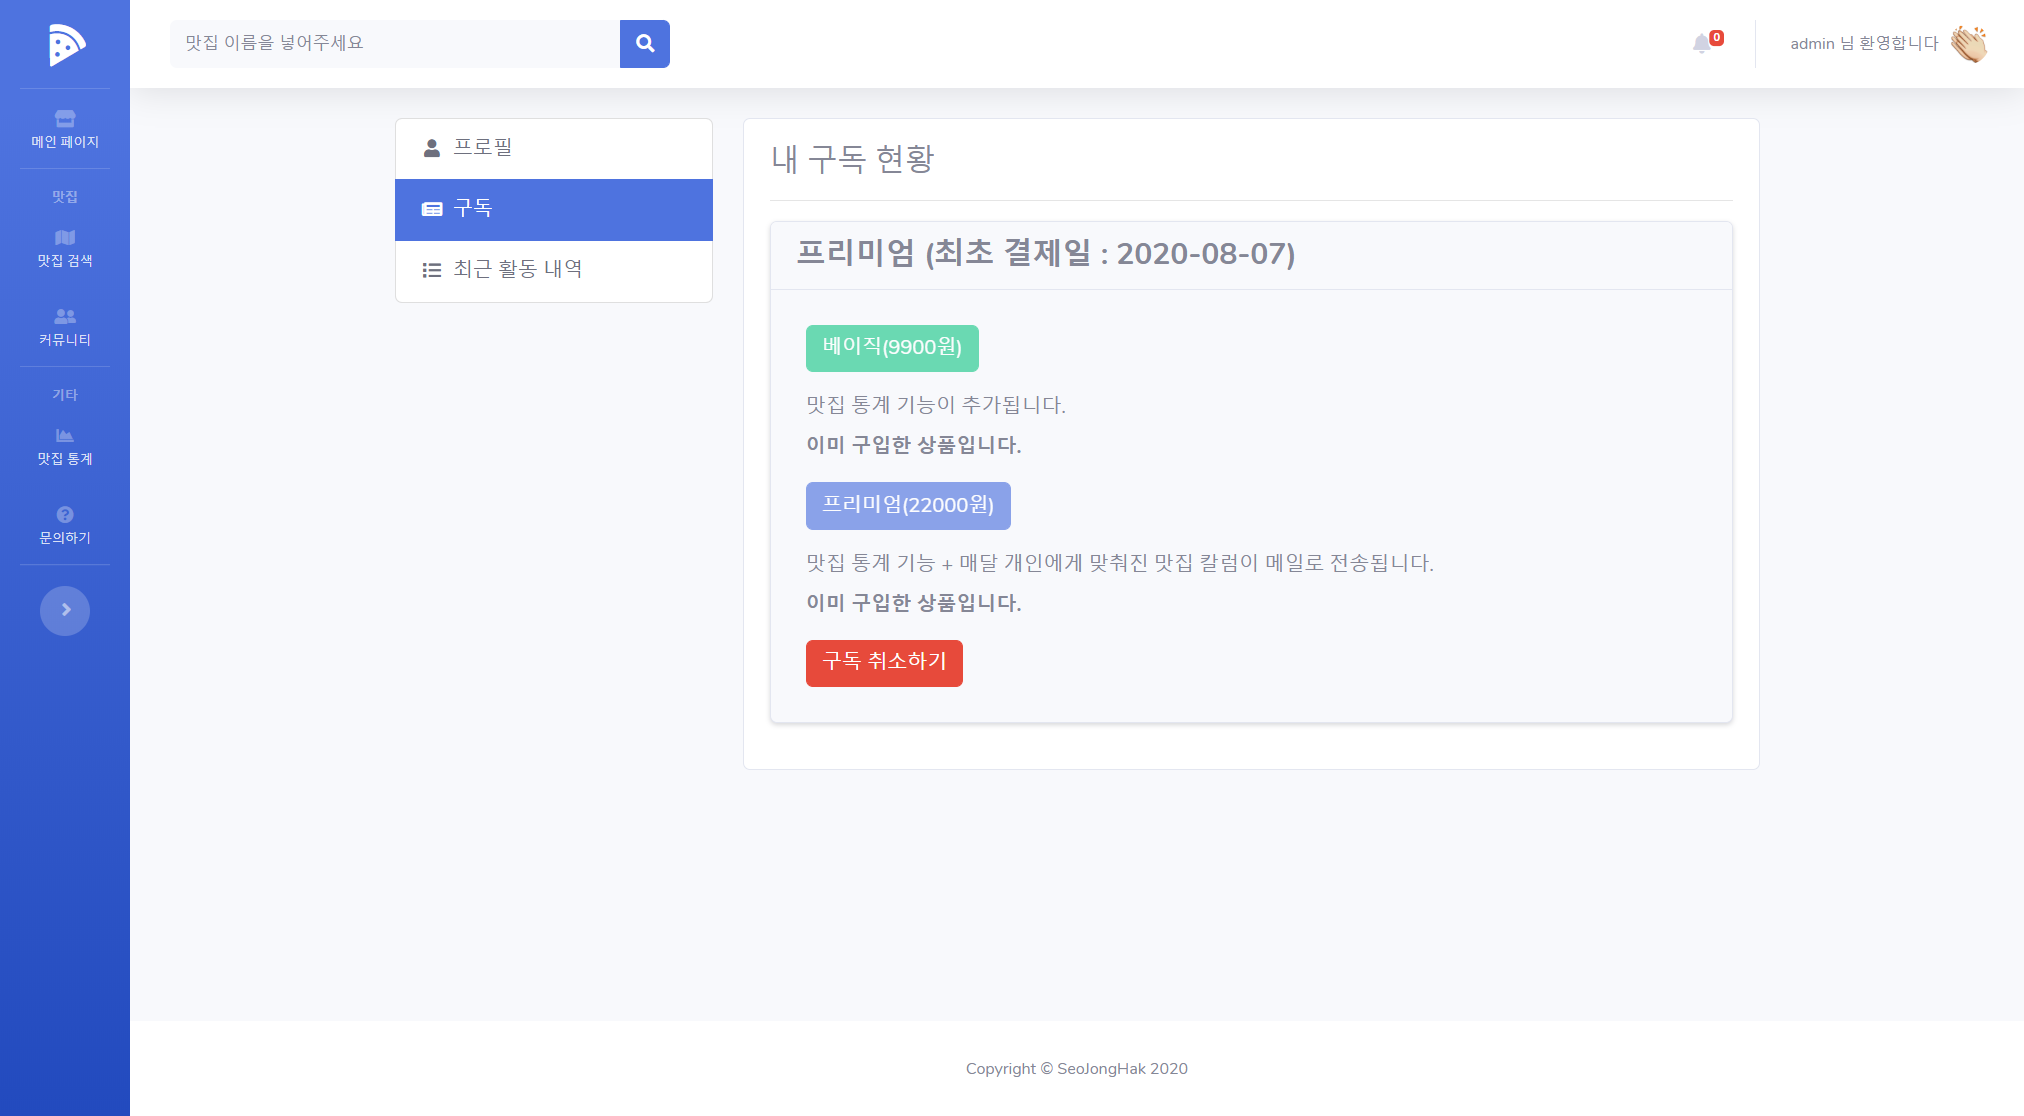 맛집 이름을 넣어주세요
0
admin 님 환영합니다
메인 페이지
맛집
맛집 검색
커뮤니티
기타
맛집 통계
문의하기
프로필
구독
최근 활동 내역
내 구독 현황
프리미엄 (최초 결제일 : 2020-08-07)
베이직(9900원)
맛집 통계 기능이 추가됩니다.
이미 구입한 상품입니다.
프리미엄(22000원)
맛집 통계 기능 + 매달 개인에게 맞춰진 맛집 칼럼이 메일로 전송됩니다.
이미 구입한 상품입니다.
구독 취소하기
Copyright © SeoJongHak 2020